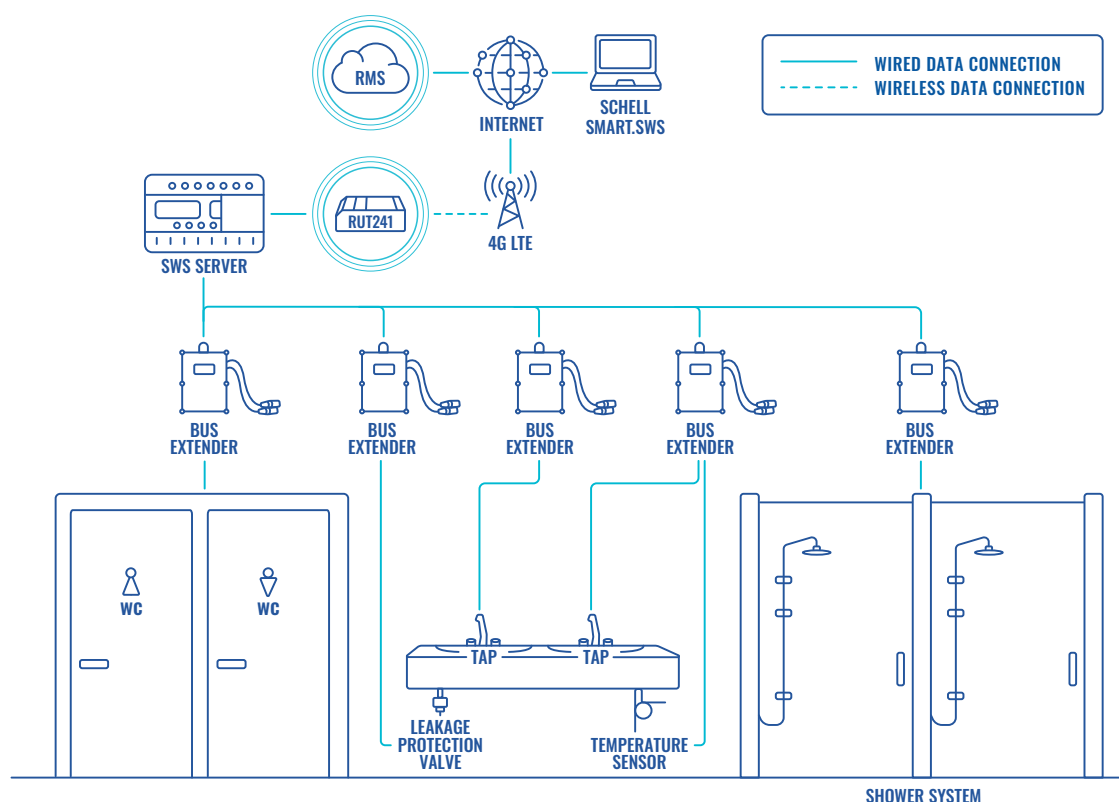 RMS
INTERNET
SCHELL
SMART.SWS
WIRED DATA CONNECTION
WIRELESS DATA CONNECTION
RUT241
4G LTE
SWS SERVER
BUS
EXTENDER
BUS
EXTENDER
BUS
EXTENDER
BUS
EXTENDER
BUS
EXTENDER
WC
WC
TAP
TAP
LEAKAGE
PROTECTION
VALVE
TEMPERATURE
SENSOR
SHOWER SYSTEM